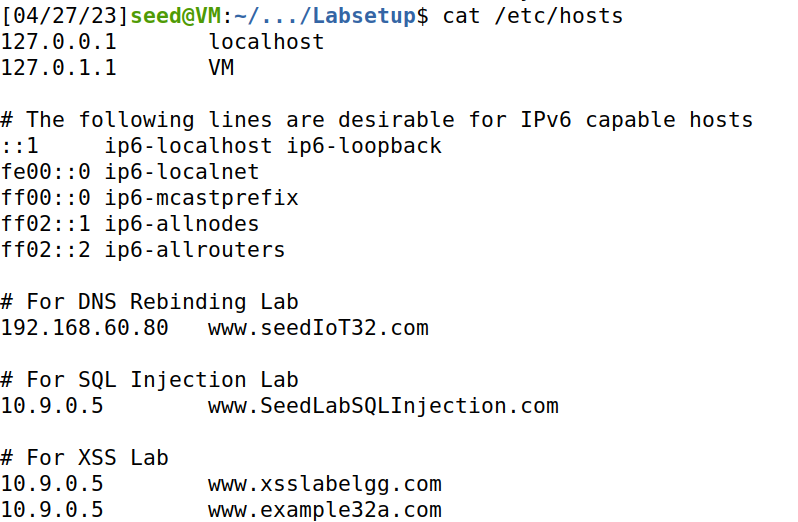 [04/27/23]seed@VM:~/.../Labsetup$ cat /etc/hosts
127.0.0.1       localhost
127.0.1.1       VM

# The following lines are desirable for IPv6 capable hosts
::1     ip6-localhost ip6-loopback
fe00::0 ip6-localnet
ff00::0 ip6-mcastprefix
ff02::1 ip6-allnodes
ff02::2 ip6-allrouters

# For DNS Rebinding Lab
192.168.60.80   www.seedIoT32.com

# For SQL Injection Lab
10.9.0.5        www.SeedLabSQLInjection.com

# For XSS Lab
10.9.0.5        www.xsslabelgg.com
10.9.0.5        www.example32a.com